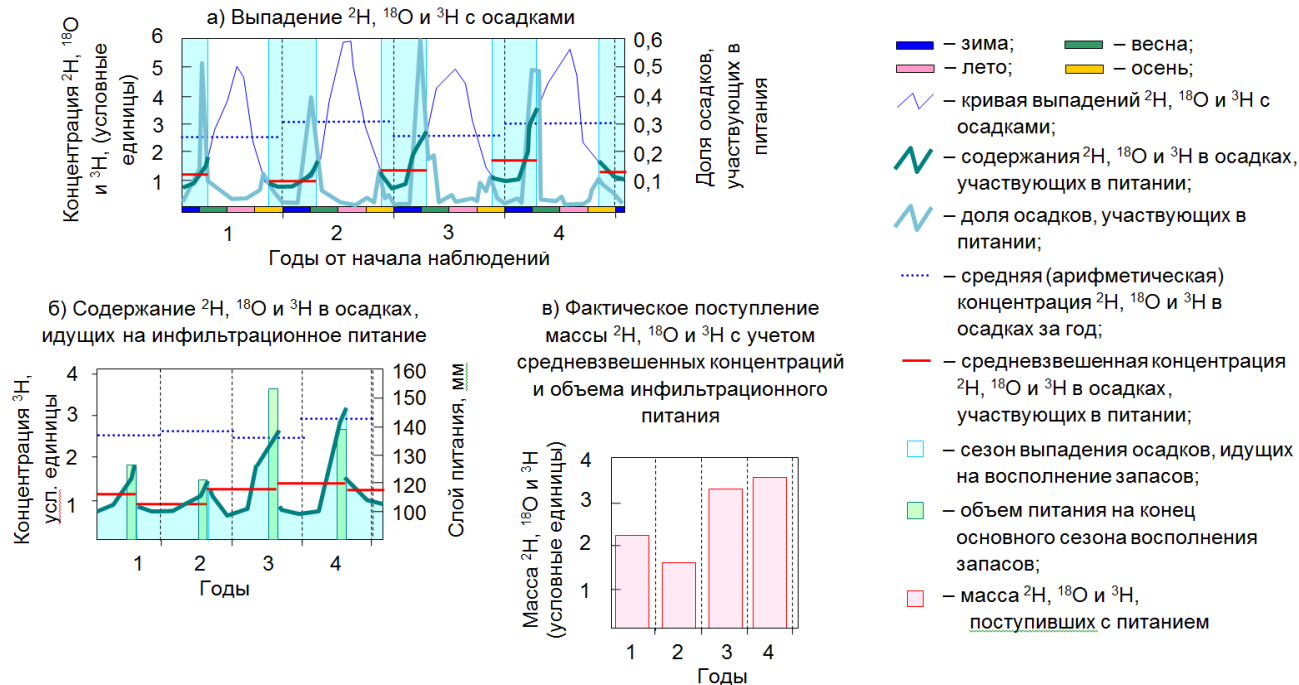 а) Выпадение ²H, ¹⁸O и ³H с осадками
Концентрация ²H, ¹⁸O
и ³H, (условные
единицы)
6
5
4
3
2
1
0,6
0,5
0,4
0,3
0,2
0,1
Доля осадков,
участвующих в
питания
1 2 3 4
Годы от начала наблюдений
– зима;
– весна;
– лето;
– осень;
– кривая выпадений ²H, ¹⁸O и ³H с
осадками;
– содержания ²H, ¹⁸O и ³H в осадках,
участвующих в питании;
– доля осадков, участвующих в
питании;
– средняя (арифметическая)
концентрация ²H, ¹⁸O и ³H в
осадках за год;
– средневзвешенная концентрация
²H, ¹⁸O и ³H в осадках,
участвующих в питании;
– сезон выпадения осадков, идущих
на восполнение запасов;
– объем питания на конец
основного сезона восполнения
запасов;
– масса ²H, ¹⁸O и ³H,
поступивших с питанием
б) Содержание ²H, ¹⁸O и ³H в осадках,
идущих на инфильтрационное питание
Концентрация ³H,
усл. единицы
4
3
2
1
160
150
140
130
120
110
100
Слой питания, мм
1 2 3 4
Годы
в) Фактическое поступление
массы ²H, ¹⁸O и ³H с учетом
средневзвешенных концентраций
и объема инфильтрационного
питания
Масса ²H, ¹⁸O и ³H
(условные единицы)
4
3
2
1
1 2 3 4
Годы